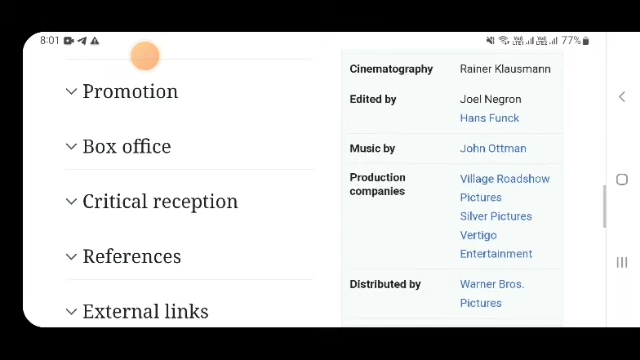 8:01
77%
Promotion
Box office
Critical reception
References
External links
Cinematography Rainer Klausmann
Edited by Joel Negron
Hans Funck
Music by John Ottman
Production companies Village Roadshow
Pictures
Silver Pictures
Vertigo
Entertainment
Distributed by Warner Bros.
Pictures